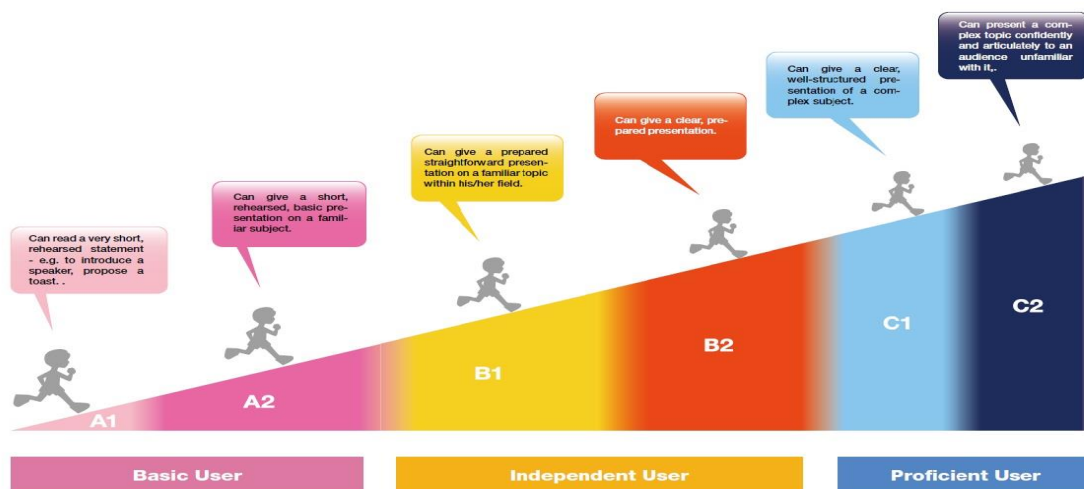 Can present a com-
plex topic confidently
and articulately to an
audience unfamiliar
with it,.
Can give a clear,
well-structured pre-
sentation of a com-
plex subject.
Can give a clear, pre-
pared presentation.
Can give a prepared
straightforward presen-
tation on a familiar topic
within his/her field.
Can give a short,
rehearsed, basic pre-
sentation on a famil-
iar subject.
Can read a very short,
rehearsed statement
- e.g. to introduce a
speaker, propose a
toast. .
A1
A2
B1
B2
C1
C2
Basic User
Independent User
Proficient User